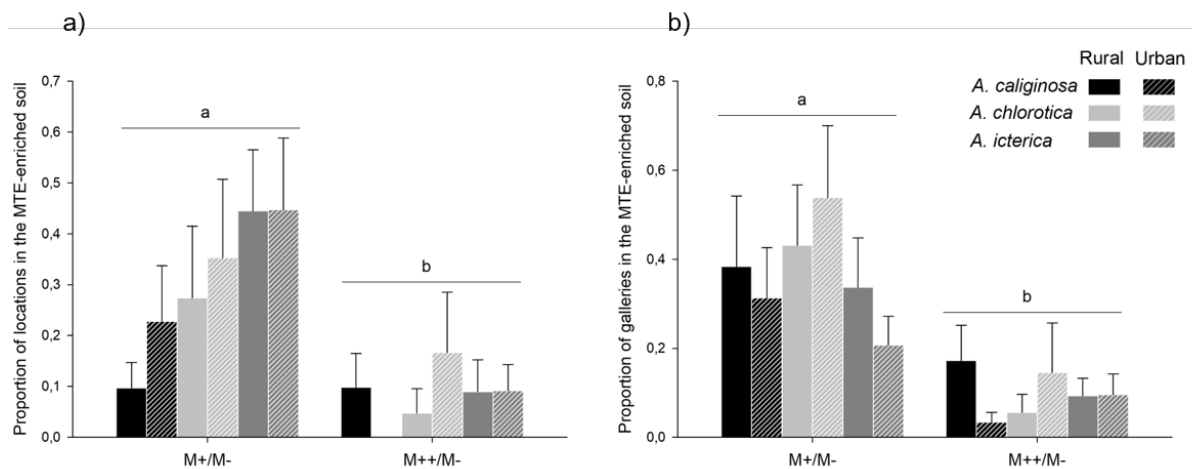 a)
Proportion of locations in the MTE-enriched soil
0,7
0,6
0,5
0,4
0,3
0,2
0,1
0,0
a
b
M+/M-
M++/M-
b)
Proportion of galleries in the MTE-enriched soil
0,8
0,6
0,4
0,2
0,0
a
b
M+/M-
M++/M-
Rural Urban
A. caliginosa
A. chlorotica
A. icterica